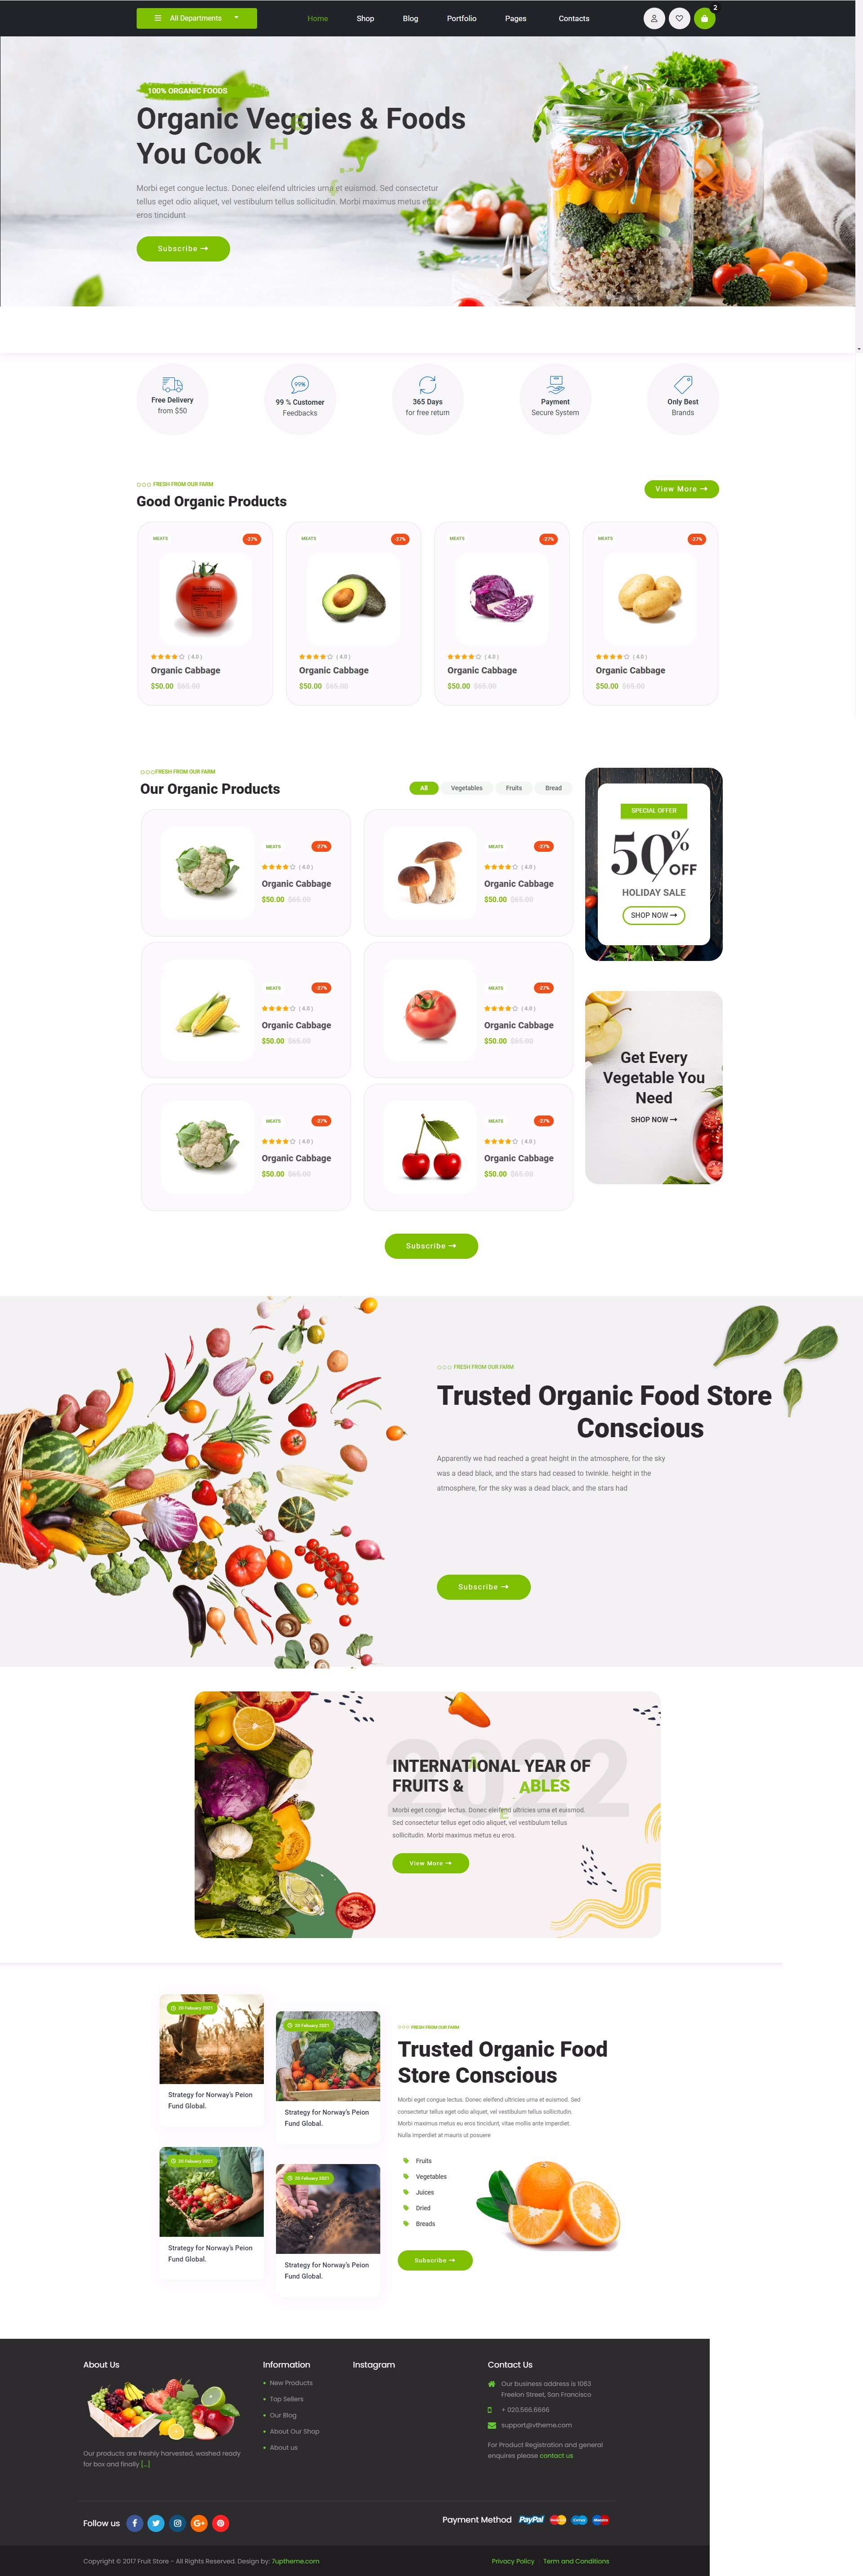 All Departments
Home
Shop
Blog
Portfolio
Pages
Contacts
2
100% ORGANIC FOODS
Organic Veggies & Foods
You Cook
Morbi eget congue lectus. Donec eleifend ultricies urna et euismod. Sed consectetur
tellus eget odio aliquet, vel vestibulum tellus sollicitudin. Morbi maximus metus eu
eros tincidunt
Subscribe
Free Delivery
from $50
99%
99 % Customer
Feedbacks
365 Days
for free return
Payment
Secure System
Only Best
Brands
FRESH FROM OUR FARM
Good Organic Products
View More
MEATS
-27%
( 4.0 )
Organic Cabbage
$50.00 $65.00
MEATS
-27%
( 4.0 )
Organic Cabbage
$50.00 $65.00
MEATS
-27%
( 4.0 )
Organic Cabbage
$50.00 $65.00
MEATS
-27%
( 4.0 )
Organic Cabbage
$50.00 $65.00
FRESH FROM OUR FARM
Our Organic Products
All
Vegetables
Fruits
Bread
MEATS
-27%
( 4.0 )
Organic Cabbage
$50.00 $65.00
MEATS
-27%
( 4.0 )
Organic Cabbage
$50.00 $65.00
MEATS
-27%
( 4.0 )
Organic Cabbage
$50.00 $65.00
MEATS
-27%
( 4.0 )
Organic Cabbage
$50.00 $65.00
MEATS
-27%
( 4.0 )
Organic Cabbage
$50.00 $65.00
MEATS
-27%
( 4.0 )
Organic Cabbage
$50.00 $65.00
SPECIAL OFFER
50%
OFF
HOLIDAY SALE
SHOP NOW
Get Every
Vegetable You
Need
SHOP NOW
Subscribe
FRESH FROM OUR FARM
Trusted Organic Food Store
Conscious
Apparently we had reached a great height in the atmosphere, for the sky
was a dead black, and the stars had ceased to twinkle. height in the
atmosphere, for the sky was a dead black, and the stars had
Subscribe
2022
INTERNATIONAL YEAR OF
FRUITS & ABLES
E
Morbi eget congue lectus. Donec eleifend ultricies urna et euismod.
Sed consectetur tellus eget odio aliquet, vel vestibulum tellus
sollicitudin. Morbi maximus metus eu eros.
View More
20 Febuary 2021
Strategy for Norway's Peion
Fund Global.
20 Febuary 2021
Strategy for Norway's Peion
Fund Global.
20 Febuary 2021
Strategy for Norway's Peion
Fund Global.
20 Febuary 2021
Strategy for Norway's Peion
Fund Global.
FRESH FROM OUR FARM
Trusted Organic Food
Store Conscious
Morbi eget congue lectus. Donec eleifend ultricies urna et euismod. Sed
consectetur tellus eget odio aliquet, vel vestibulum tellus sollicitudin.
Morbi maximus metus eu eros tincidunt, vitae mollis ante imperdiet.
Nulla imperdiet at mauris ut posuere
Fruits
Vegetables
Juices
Dried
Breads
Subscribe
About Us
Our products are freshly harvested, washed ready
for box and finally [...]
Information
New Products
Top Sellers
Our Blog
About Our Shop
About us
Instagram
Contact Us
Our business address is 1063
Freelon Street, San Francisco
+ 020.566.6666
support@vtheme.com
For Product Registration and general
enquires please contact us
Follow us
Payment Method
PayPal
Cirrus
Maestro
Copyright © 2017 Fruit Store - All Rights Reserved. Design by: 7uptheme.com
Privacy Policy
Term and Conditions